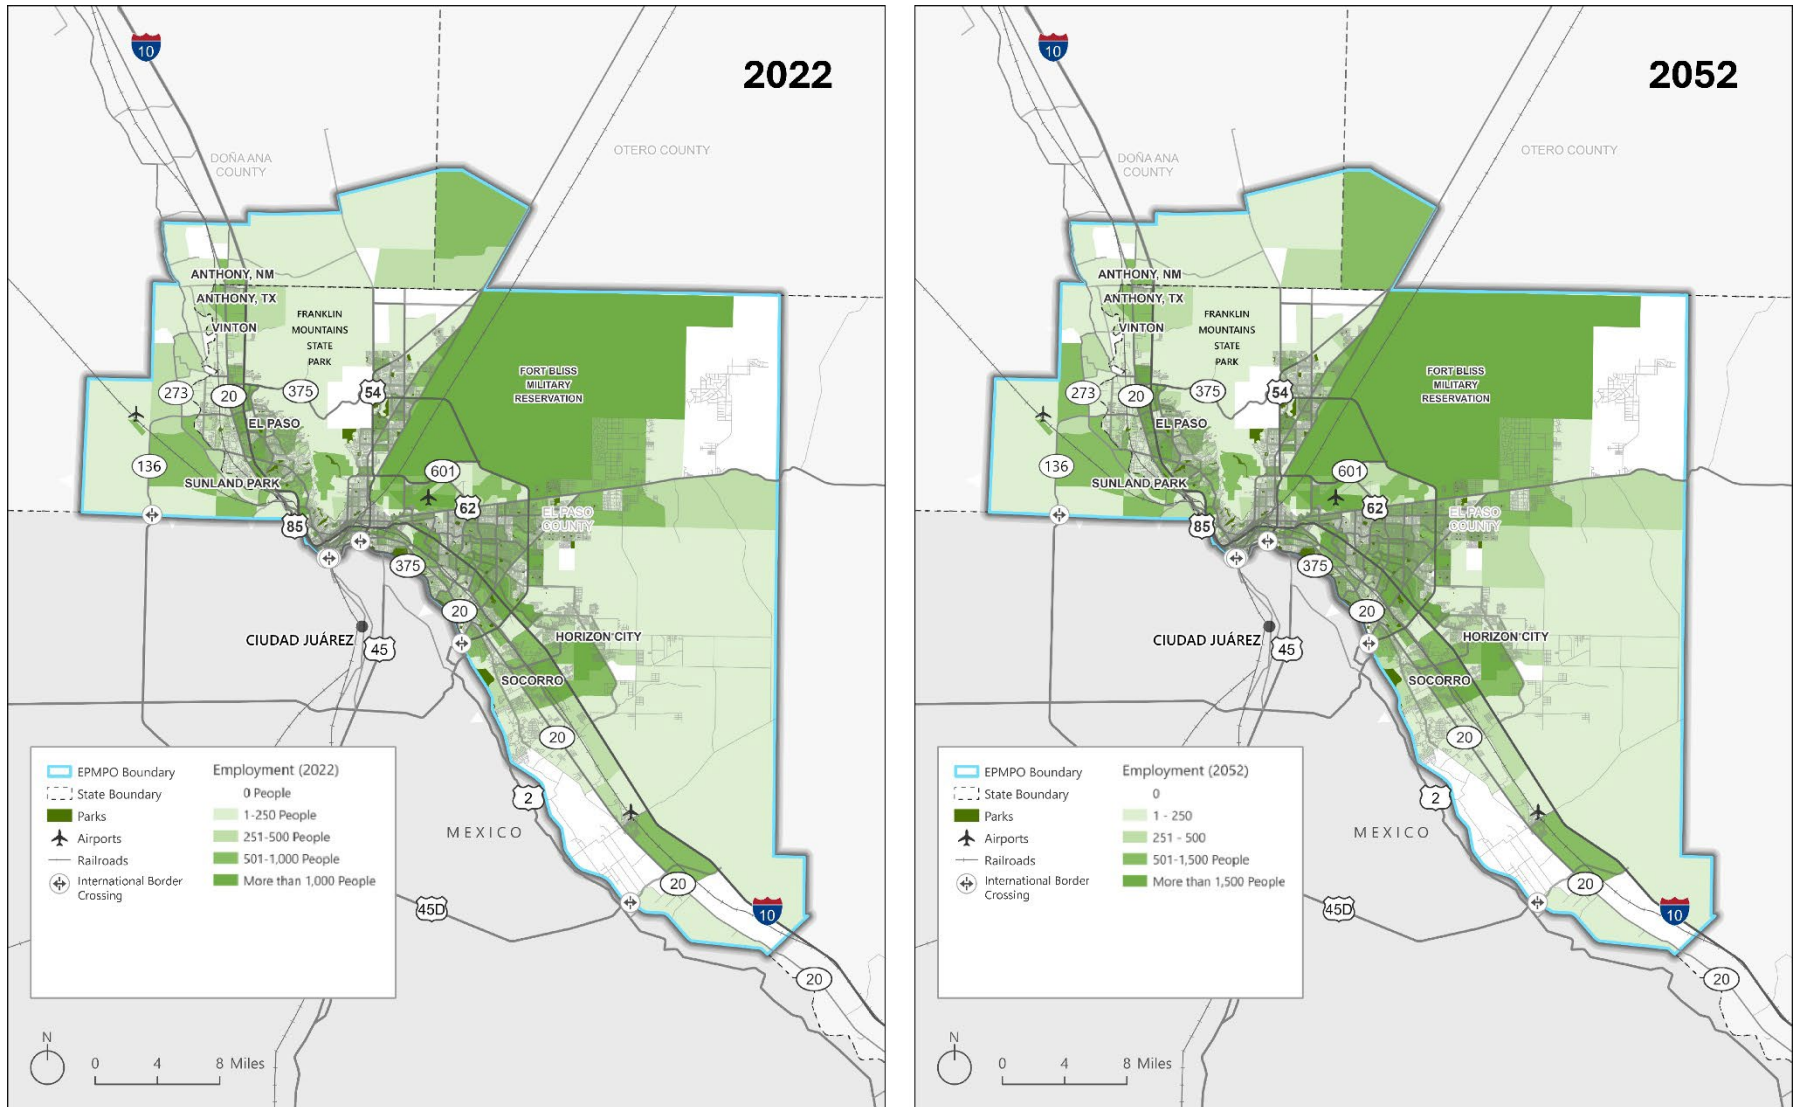 10
2022
DOÑA ANA
COUNTY
OTERO COUNTY
ANTHONY, NM
ANTHONY, TX
VINTON
FRANKLIN
MOUNTAINS
STATE
PARK
FORT BLISS
MILITARY
RESERVATION
273
20
375
54
EL PASO
136
601
SUNLAND PARK
62
85
EL PASO
COUNTY
375
20
CIUDAD JUÁREZ
45
HORIZON CITY
SOCORRO
20
2
MEXICO
20
10
45D
20
EPMPO Boundary
State Boundary
Parks
Airports
Railroads
International Border
Crossing
Employment (2022)
0 People
1-250 People
251-500 People
501-1,000 People
More than 1,000 People
N
0 4 8 Miles
10
2052
DOÑA ANA
COUNTY
OTERO COUNTY
ANTHONY, NM
ANTHONY, TX
VINTON
FRANKLIN
MOUNTAINS
STATE
PARK
FORT BLISS
MILITARY
RESERVATION
273
20
375
54
EL PASO
136
601
SUNLAND PARK
62
85
EL PASO
COUNTY
375
20
CIUDAD JUÁREZ
45
HORIZON CITY
SOCORRO
20
2
MEXICO
20
10
45D
20
EPMPO Boundary
State Boundary
Parks
Airports
Railroads
International Border
Crossing
Employment (2052)
0
1 - 250
251 - 500
501-1,500 People
More than 1,500 People
N
0 4 8 Miles